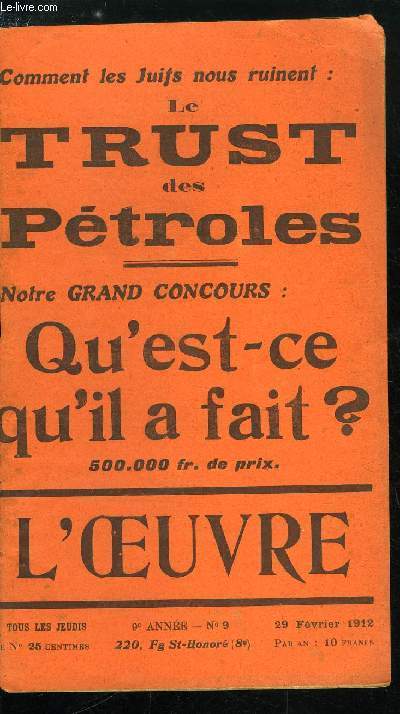 Le-livre.com
Comment les Juifs nous ruinent :
Le
TRUST
des
Pétroles
Notre GRAND CONCOURS :
Qu'est-ce
qu'il a fait ?
500.000 fr. de prix.
L'ŒUVRE
TOUS LES JEUDIS 9e ANNÉE — No 9 29 Février 1912
E No 25 CENTIMES 220, Fg St-Honoré (8e) PAR AN : 10 FRANCS